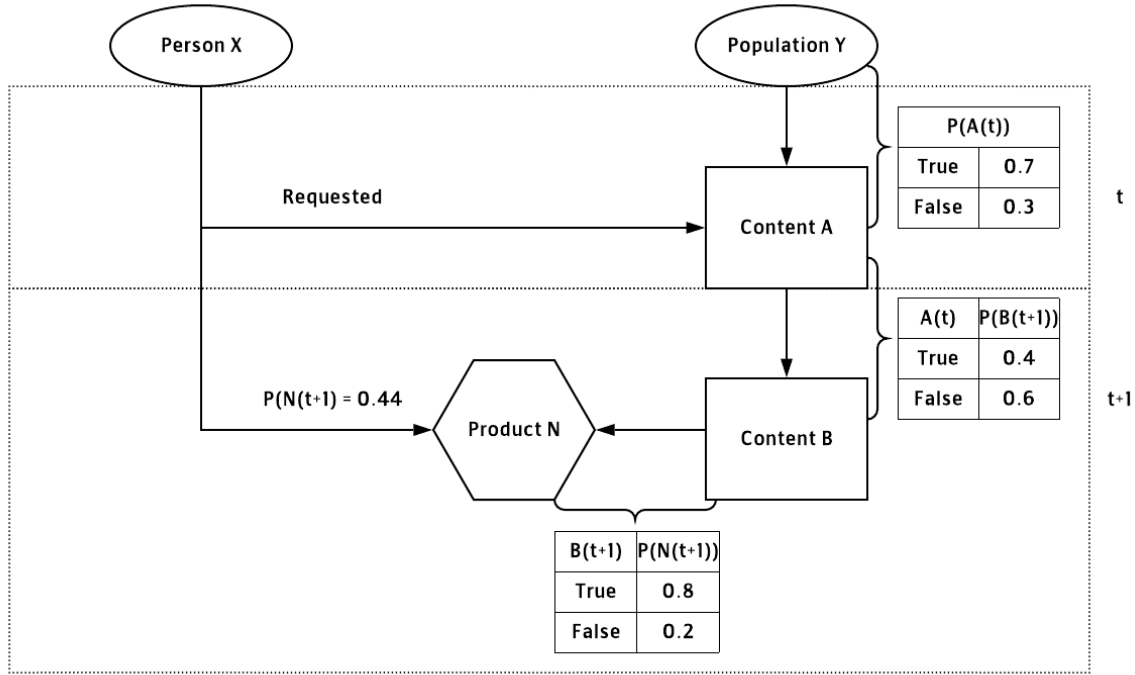 Person X
Population Y
P(A(t))
True 0.7
False 0.3
t
Requested
Content A
A(t) P(B(t+1))
True 0.4
False 0.6
t+1
P(N(t+1) = 0.44
Product N
Content B
B(t+1) P(N(t+1))
True 0.8
False 0.2